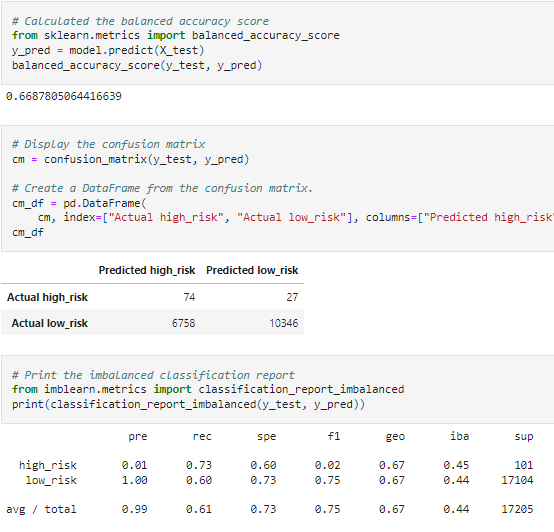 # Calculated the balanced accuracy score
from sklearn.metrics import balanced_accuracy_score
y_pred = model.predict(X_test)
balanced_accuracy_score(y_test, y_pred)
0.6687805064416639
# Display the confusion matrix
cm = confusion_matrix(y_test, y_pred)
# Create a DataFrame from the confusion matrix.
cm_df = pd.DataFrame(
cm, index=["Actual high_risk", "Actual low_risk"], columns=["Predicted high_risk"
cm_df
Predicted high_risk Predicted low_risk
Actual high_risk 74 27
Actual low_risk 6758 10346
# Print the imbalanced classification report
from imblearn.metrics import classification_report_imbalanced
print(classification_report_imbalanced(y_test, y_pred))
pre rec spe f1 geo iba sup
high_risk 0.01 0.73 0.60 0.02 0.67 0.45 101
low_risk 1.00 0.60 0.73 0.75 0.67 0.44 17104
avg / total 0.99 0.61 0.73 0.75 0.67 0.44 17205